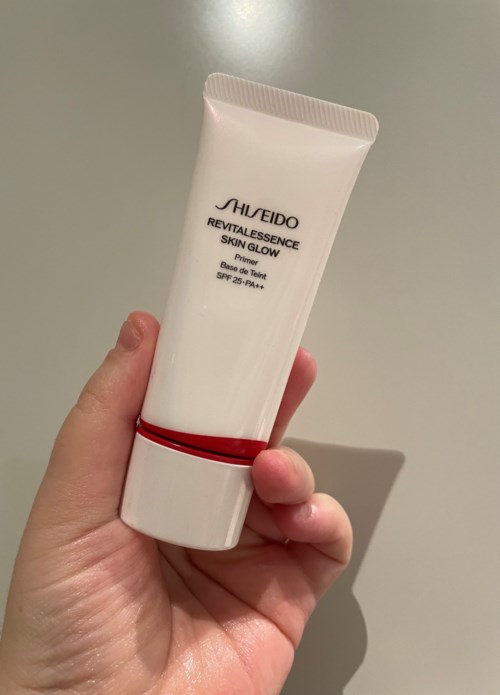 SHISEIDO
REVITALESSENCE
SKIN GLOW
Primer
Base de Teint
SPF 25•PA++